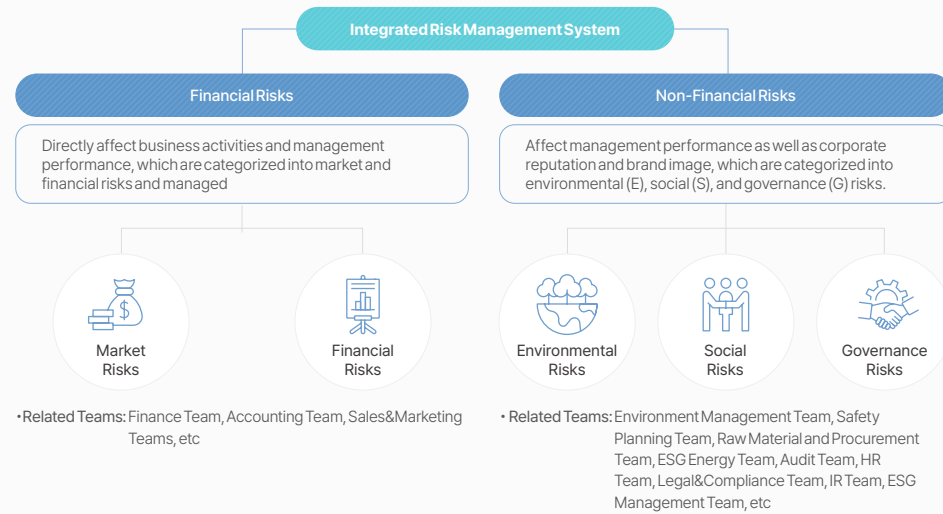 Integrated Risk Management System
Financial Risks
Directly affect business activities and management
performance, which are categorized into market and
financial risks and managed
Market
Risks
Financial
Risks
•Related Teams: Finance Team, Accounting Team, Sales&Marketing
Teams, etc
Non-Financial Risks
Affect management performance as well as corporate
reputation and brand image, which are categorized into
environmental (E), social (S), and governance (G) risks.
Environmental
Risks
Social
Risks
Governance
Risks
• Related Teams: Environment Management Team, Safety
Planning Team, Raw Material and Procurement
Team, ESG Energy Team, Audit Team, HR
Team, Legal&Compliance Team, IR Team, ESG
Management Team, etc